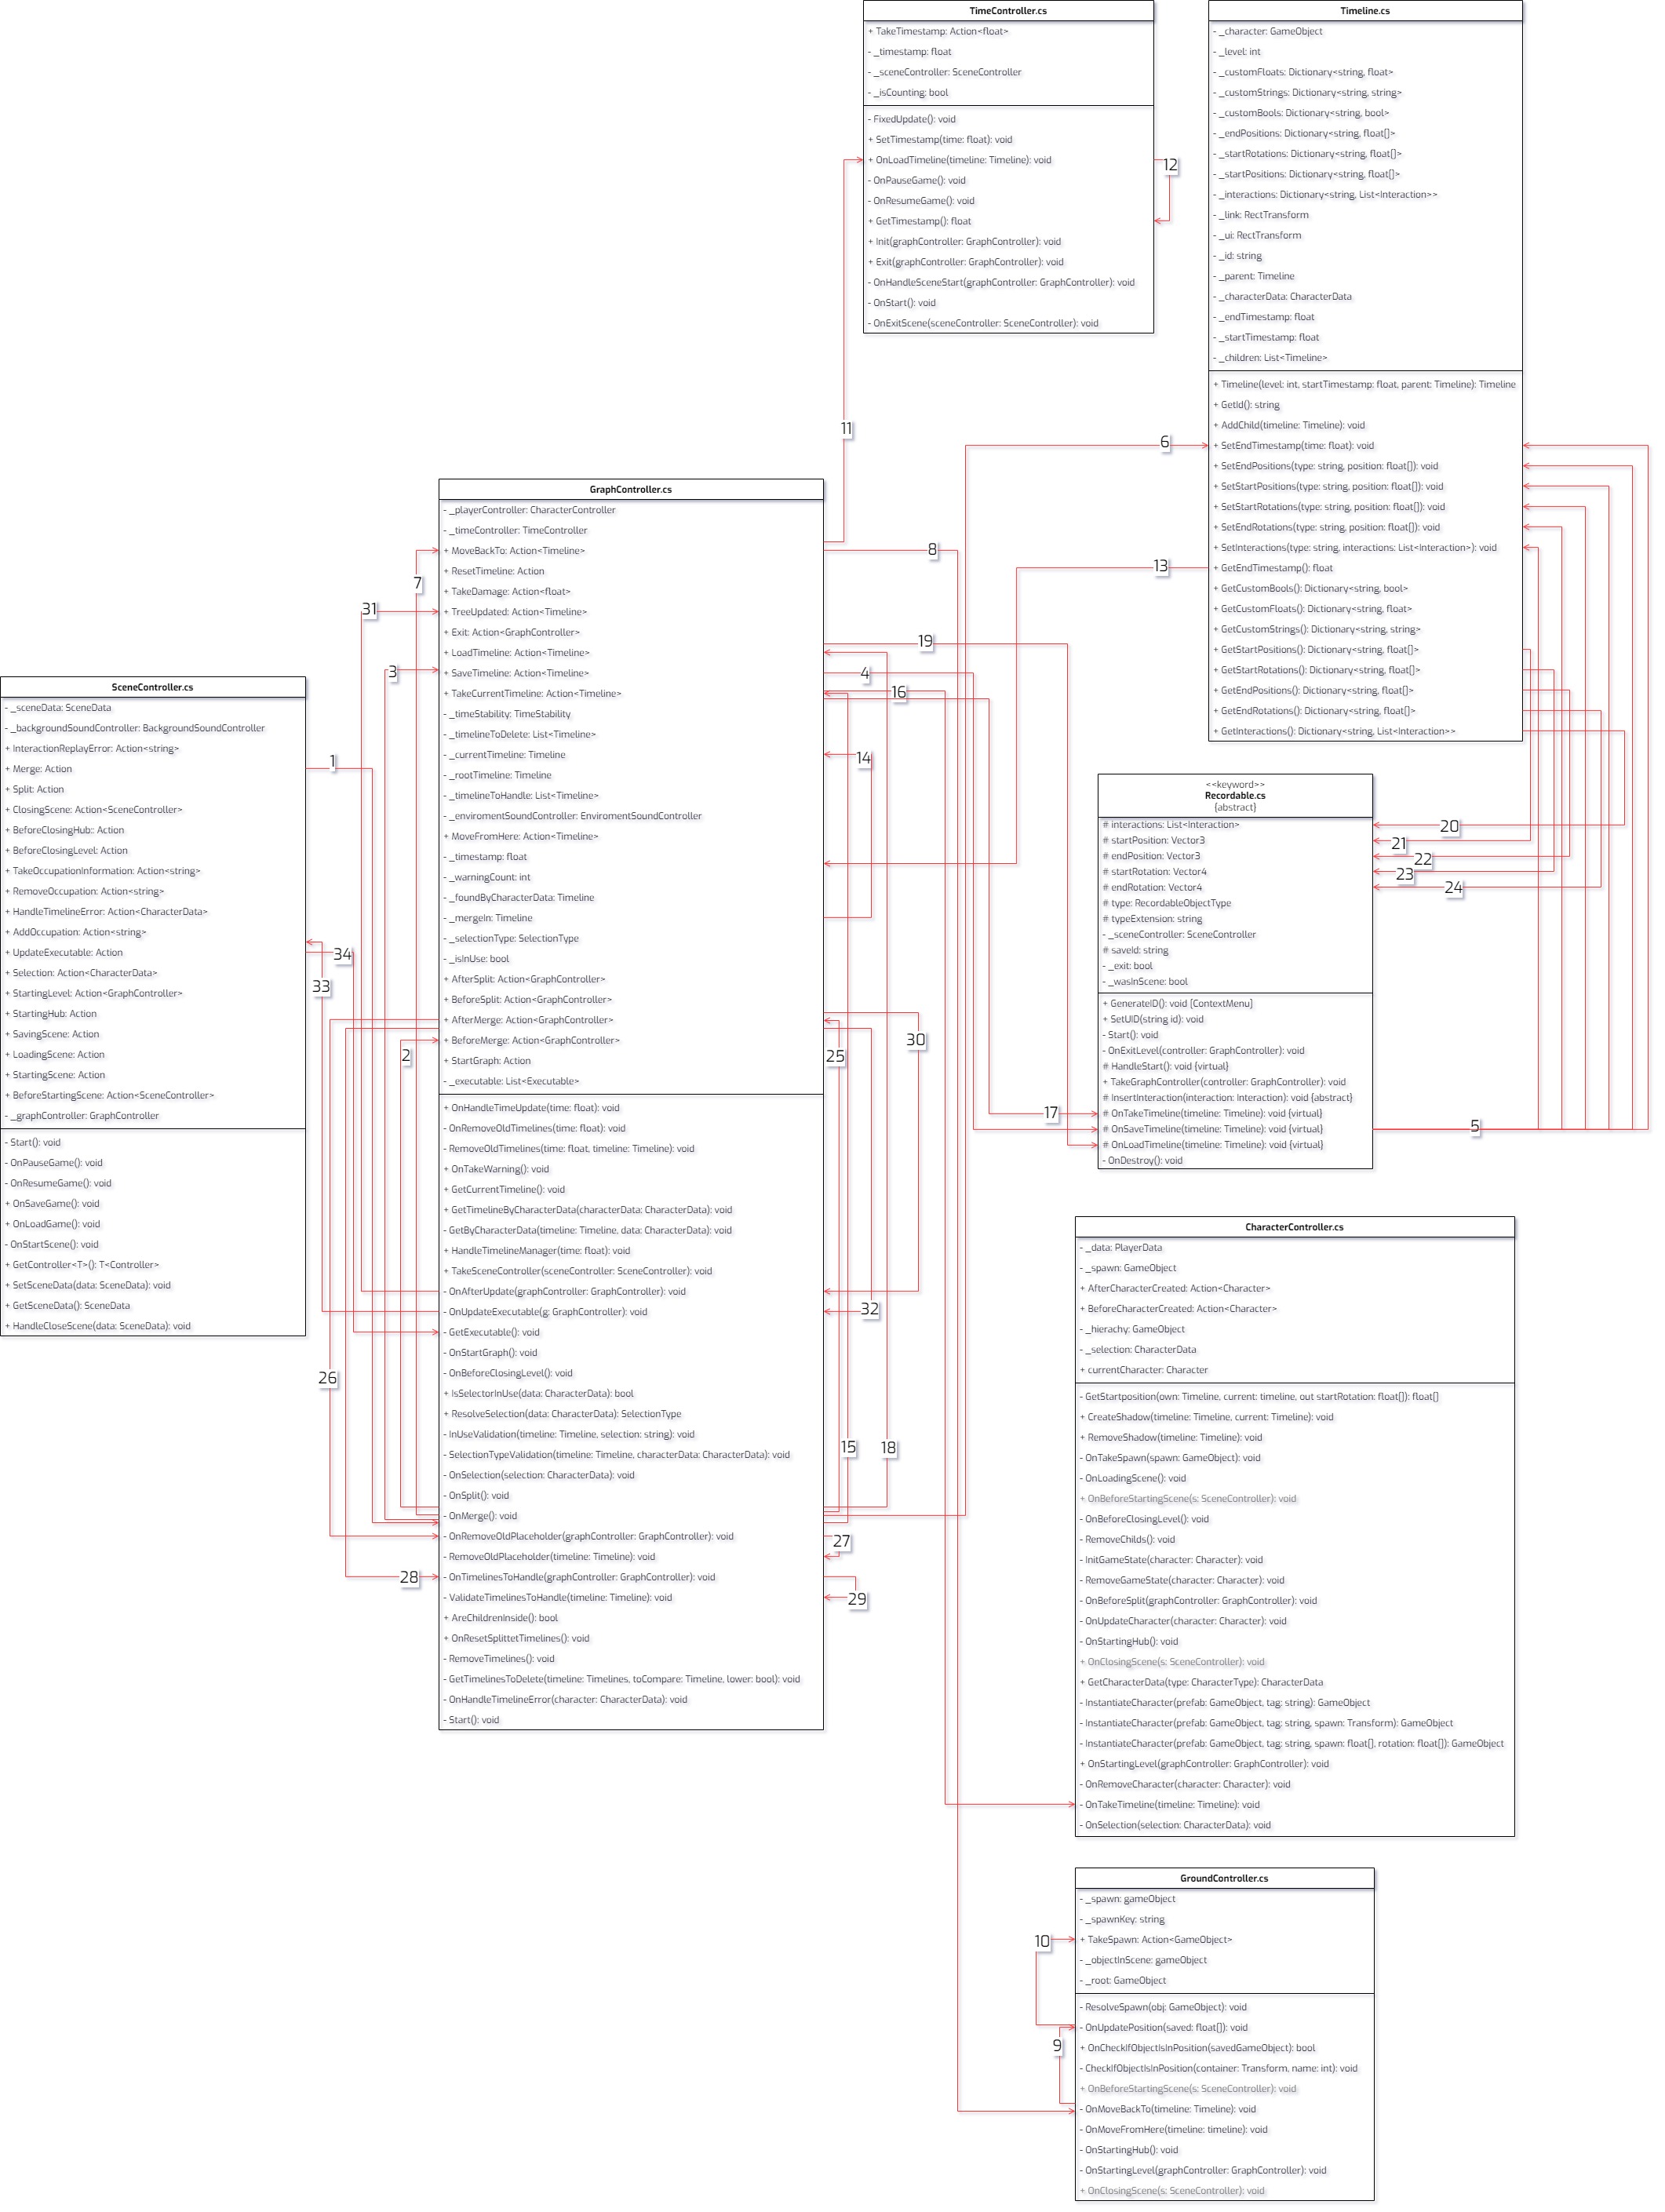 TimeController.cs
+ TakeTimestamp: Action<float>
- _timestamp: float
- _sceneController: SceneController
- _isCounting: bool
- FixedUpdate(): void
+ SetTimestamp(time: float): void
+ OnLoadTimeline(timeline: Timeline): void
- OnPauseGame(): void
- OnResumeGame(): void
+ GetTimestamp(): float
+ Init(graphController: GraphController): void
+ Exit(graphController: GraphController): void
- OnHandleSceneStart(graphController: GraphController): void
- OnStart(): void
- OnExitScene(sceneController: SceneController): void
12
11
Timeline.cs
- _character: GameObject
- _level: int
- _customFloats: Dictionary<string, float>
- _customStrings: Dictionary<string, string>
- _customBools: Dictionary<string, bool>
- _endPositions: Dictionary<string, float[]>
- _startRotations: Dictionary<string, float[]>
- _startPositions: Dictionary<string, float[]>
- _interactions: Dictionary<string, List<Interaction>>
- _link: RectTransform
- _ui: RectTransform
- _id: string
- _parent: Timeline
- _characterData: CharacterData
- _endTimestamp: float
- _startTimestamp: float
- _children: List<Timeline>
+ Timeline(level: int, startTimestamp: float, parent: Timeline): Timeline
+ GetId(): string
+ AddChild(timeline: Timeline): void
+ SetEndTimestamp(time: float): void
+ SetEndPositions(type: string, position: float[]): void
+ SetStartPositions(type: string, position: float[]): void
+ SetStartRotations(type: string, position: float[]): void
+ SetEndRotations(type: string, position: float[]): void
+ SetInteractions(type: string, interactions: List<Interaction>): void
+ GetEndTimestamp(): float
+ GetCustomBools(): Dictionary<string, bool>
+ GetCustomFloats(): Dictionary<string, float>
+ GetCustomStrings(): Dictionary<string, string>
+ GetStartPositions(): Dictionary<string, float[]>
+ GetStartRotations(): Dictionary<string, float[]>
+ GetEndPositions(): Dictionary<string, float[]>
+ GetEndRotations(): Dictionary<string, float[]>
+ GetInteractions(): Dictionary<string, List<Interaction>>
6
8
13
7
31
3
19
4
16
14
GraphController.cs
- _playerController: CharacterController
- _timeController: TimeController
+ MoveBackTo: Action<Timeline>
+ ResetTimeline: Action
+ TakeDamage: Action<float>
+ TreeUpdated: Action<Timeline>
+ Exit: Action<GraphController>
+ LoadTimeline: Action<Timeline>
+ SaveTimeline: Action<Timeline>
+ TakeCurrentTimeline: Action<Timeline>
- _timeStability: TimeStability
- _timelineToDelete: List<Timeline>
- _currentTimeline: Timeline
- _rootTimeline: Timeline
- _timelineToHandle: List<Timeline>
- _enviromentSoundController: EnviromentSoundController
+ MoveFromHere: Action<Timeline>
- _timestamp: float
- _warningCount: int
- _foundByCharacterData: Timeline
- _mergeIn: Timeline
- _selectionType: SelectionType
- _isInUse: bool
+ AfterSplit: Action<GraphController>
+ BeforeSplit: Action<GraphController>
+ AfterMerge: Action<GraphController>
+ BeforeMerge: Action<GraphController>
+ StartGraph: Action
- _executable: List<Executable>
+ OnHandleTimeUpdate(time: float): void
- OnRemoveOldTimelines(time: float): void
- RemoveOldTimelines(time: float, timeline: Timeline): void
+ OnTakeWarning(): void
+ GetCurrentTimeline(): void
+ GetTimelineByCharacterData(characterData: CharacterData): void
- GetByCharacterData(timeline: Timeline, data: CharacterData): void
+ HandleTimelineManager(time: float): void
+ TakeSceneController(sceneController: SceneController): void
- OnAfterUpdate(graphController: GraphController): void
- OnUpdateExecutable(g: GraphController): void
- GetExecutable(): void
- OnStartGraph(): void
- OnBeforeClosingLevel(): void
+ IsSelectorInUse(data: CharacterData): bool
+ ResolveSelection(data: CharacterData): SelectionType
- InUseValidation(timeline: Timeline, selection: string): void
- SelectionTypeValidation(timeline: Timeline, characterData: CharacterData): void
- OnSelection(selection: CharacterData): void
- OnSplit(): void
- OnMerge(): void
- OnRemoveOldPlaceholder(graphController: GraphController): void
- RemoveOldPlaceholder(timeline: Timeline): void
- OnTimelinesToHandle(graphController: GraphController): void
- ValidateTimelinesToHandle(timeline: Timeline): void
+ AreChildrenInside(): bool
+ OnResetSplittetTimelines(): void
- RemoveTimelines(): void
- GetTimelinesToDelete(timeline: Timelines, toCompare: Timeline, lower: bool): void
- OnHandleTimelineError(character: CharacterData): void
- Start(): void
SceneController.cs
- _sceneData: SceneData
- _backgroundSoundController: BackgroundSoundController
+ InteractionReplayError: Action<string>
+ Merge: Action
+ Split: Action
+ ClosingScene: Action<SceneController>
+ BeforeClosingHub:: Action
+ BeforeClosingLevel: Action
+ TakeOccupationInformation: Action<string>
+ RemoveOccupation: Action<string>
+ HandleTimelineError: Action<CharacterData>
+ AddOccupation: Action<string>
+ UpdateExecutable: Action
+ Selection: Action<CharacterData>
+ StartingLevel: Action<GraphController>
+ StartingHub: Action
+ SavingScene: Action
+ LoadingScene: Action
+ StartingScene: Action
+ BeforeStartingScene: Action<SceneController>
- _graphController: GraphController
- Start(): void
- OnPauseGame(): void
- OnResumeGame(): void
+ OnSaveGame(): void
+ OnLoadGame(): void
- OnStartScene(): void
+ GetController<T>(): T<Controller>
+ SetSceneData(data: SceneData): void
+ GetSceneData(): SceneData
+ HandleCloseScene(data: SceneData): void
1
34
33
2
25
30
32
26
15
18
27
28
29
<<keyword>>
Recordable.cs
{abstract}
# interactions: List<Interaction>
# startPosition: Vector3
# endPosition: Vector3
# startRotation: Vector4
# endRotation: Vector4
# type: RecordableObjectType
# typeExtension: string
- _sceneController: SceneController
# saveId: string
- _exit: bool
- _wasInScene: bool
+ GenerateID(): void [ContextMenu]
+ SetUID(string id): void
- Start(): void
- OnExitLevel(controller: GraphController): void
# HandleStart(): void {virtual}
+ TakeGraphController(controller: GraphController): void
# InsertInteraction(interaction: Interaction): void {abstract}
# OnTakeTimeline(timeline: Timeline): void {virtual}
# OnSaveTimeline(timeline: Timeline): void {virtual}
# OnLoadTimeline(timeline: Timeline): void {virtual}
- OnDestroy(): void
20
21
22
23
24
17
5
CharacterController.cs
- _data: PlayerData
- _spawn: GameObject
+ AfterCharacterCreated: Action<Character>
+ BeforeCharacterCreated: Action<Character>
- _hierachy: GameObject
- _selection: CharacterData
+ currentCharacter: Character
- GetStartposition(own: Timeline, current: timeline, out startRotation: float[]): float[]
+ CreateShadow(timeline: Timeline, current: Timeline): void
+ RemoveShadow(timeline: Timeline): void
- OnTakeSpawn(spawn: GameObject): void
- OnLoadingScene(): void
+ OnBeforeStartingScene(s: SceneController): void
- OnBeforeClosingLevel(): void
- RemoveChilds(): void
- InitGameState(character: Character): void
- RemoveGameState(character: Character): void
- OnBeforeSplit(graphController: GraphController): void
- OnUpdateCharacter(character: Character): void
- OnStartingHub(): void
+ OnClosingScene(s: SceneController): void
+ GetCharacterData(type: CharacterType): CharacterData
- InstantiateCharacter(prefab: GameObject, tag: string): GameObject
- InstantiateCharacter(prefab: GameObject, tag: string, spawn: Transform): GameObject
- InstantiateCharacter(prefab: GameObject, tag: string, spawn: float[], rotation: float[]): GameObject
+ OnStartingLevel(graphController: GraphController): void
- OnRemoveCharacter(character: Character): void
- OnTakeTimeline(timeline: Timeline): void
- OnSelection(selection: CharacterData): void
GroundController.cs
- _spawn: gameObject
- _spawnKey: string
+ TakeSpawn: Action<GameObject>
- _objectInScene: gameObject
- _root: GameObject
- ResolveSpawn(obj: GameObject): void
- OnUpdatePosition(saved: float[]): void
+ OnCheckIfObjectIsInPosition(savedGameObject): bool
- CheckIfObjectIsInPosition(container: Transform, name: int): void
+ OnBeforeStartingScene(s: SceneController): void
- OnMoveBackTo(timeline: Timeline): void
- OnMoveFromHere(timeline: timeline): void
- OnStartingHub(): void
- OnStartingLevel(graphController: GraphController): void
+ OnClosingScene(s: SceneController): void
10
9